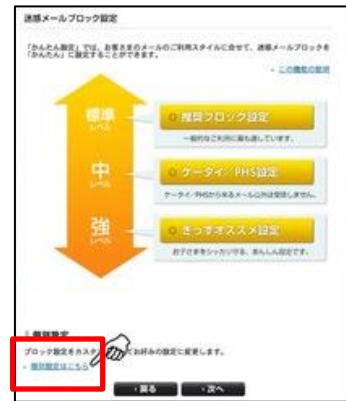 迷惑メールブロック設定
「かんたん設定」では、お客さまのメールのご利用スタイルに合せて、迷惑メールブロックを
「かんたん」に設定することができます。
この機能の説明
標準
レベル
推奨ブロック設定
一般的なご利用に最も適しています。
中
レベル
ケータイ/PHS設定
ケータイ/PHSから来るメール以外は受信しません。
強
レベル
きっずオススメ設定
お子さまをシッカリ守る、あんしん設定です。
個別設定
ブロック設定をカスタ てお好みの設定に変更します。
個別設定はこちら
戻る
次へ